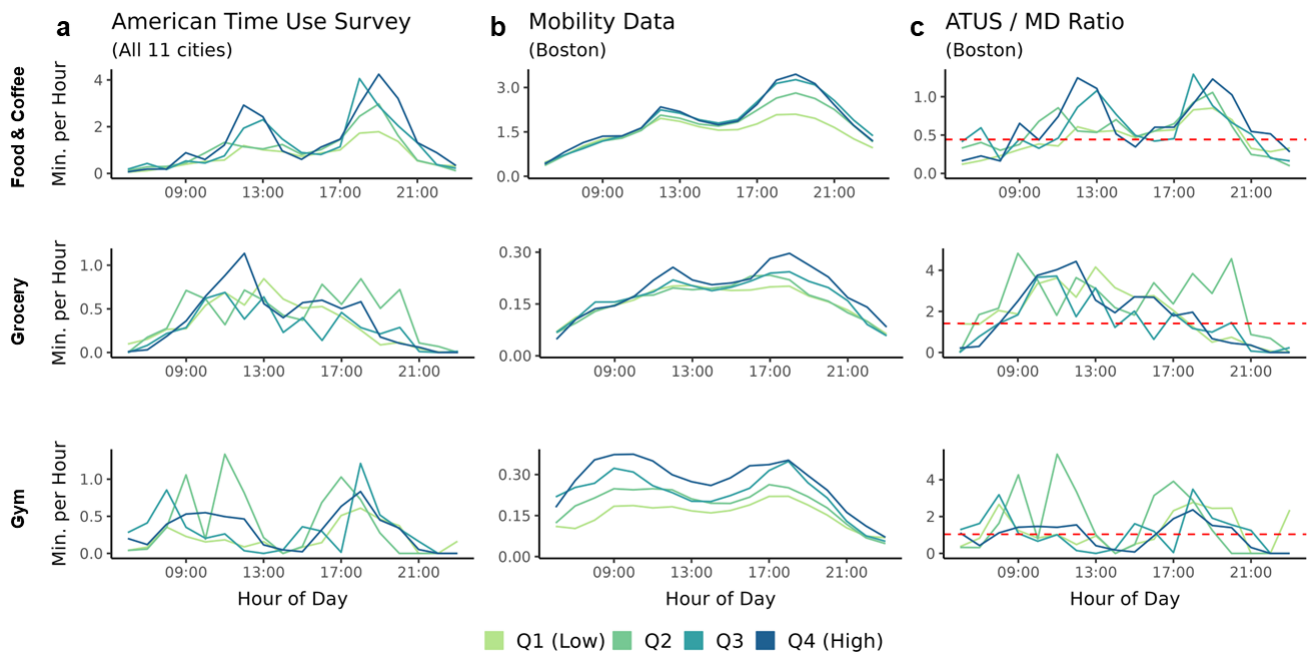 a American Time Use Survey
(All 11 cities)
b Mobility Data
(Boston)
c ATUS / MD Ratio
(Boston)
Food & Coffee
Min. per Hour
4
2
0
09:00 13:00 17:00 21:00
3.0
1.5
0.0
09:00 13:00 17:00 21:00
1.0
0.5
0.0
09:00 13:00 17:00 21:00
Grocery
Min. per Hour
1.0
0.5
0.0
09:00 13:00 17:00 21:00
0.30
0.15
0.00
09:00 13:00 17:00 21:00
4
2
0
09:00 13:00 17:00 21:00
Gym
Min. per Hour
1.0
0.5
0.0
09:00 13:00 17:00 21:00
Hour of Day
0.30
0.15
0.00
09:00 13:00 17:00 21:00
Hour of Day
4
2
0
09:00 13:00 17:00 21:00
Hour of Day
Q1 (Low) Q2 Q3 Q4 (High)